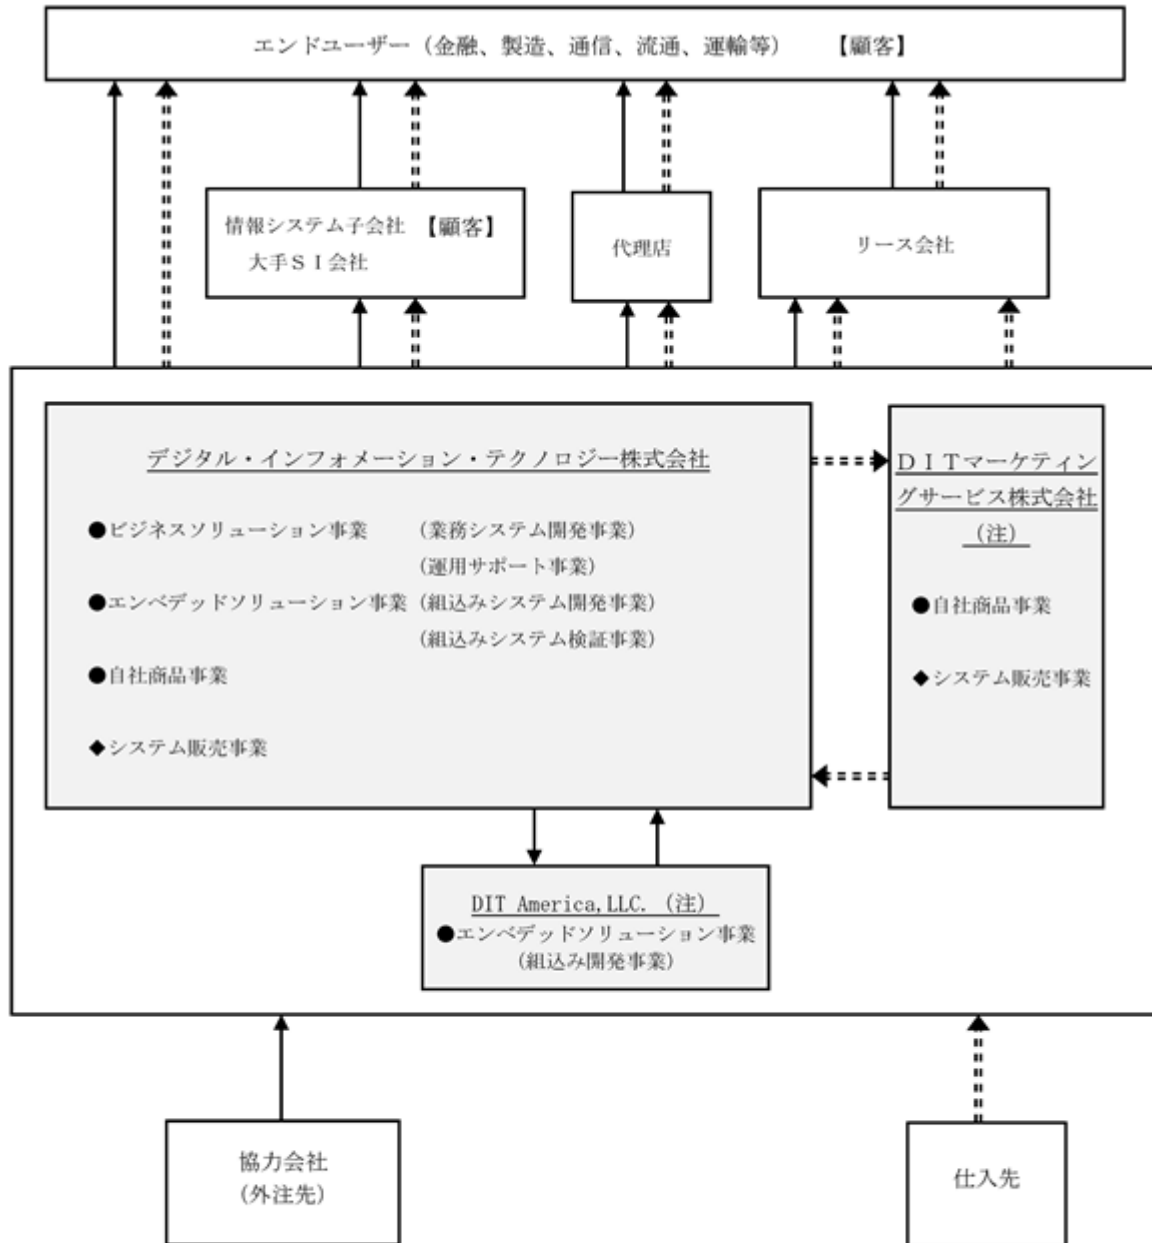 エンドユーザー（金融、製造、通信、流通、運輸等） 【顧客】
情報システム子会社 【顧客】
大手ＳＩ会社
代理店
リース会社
デジタル・インフォメーション・テクノロジー株式会社
●ビジネスソリューション事業 (業務システム開発事業)
(運用サポート事業)
●エンベデッドソリューション事業 (組込みシステム開発事業)
(組込みシステム検証事業)
●自社商品事業
◆システム販売事業
ＤＩＴマーケティン
グサービス株式会社
（注）
●自社商品事業
◆システム販売事業
DIT America,LLC.（注）
●エンベデッドソリューション事業
(組込み開発事業)
協力会社
(外注先)
仕入先